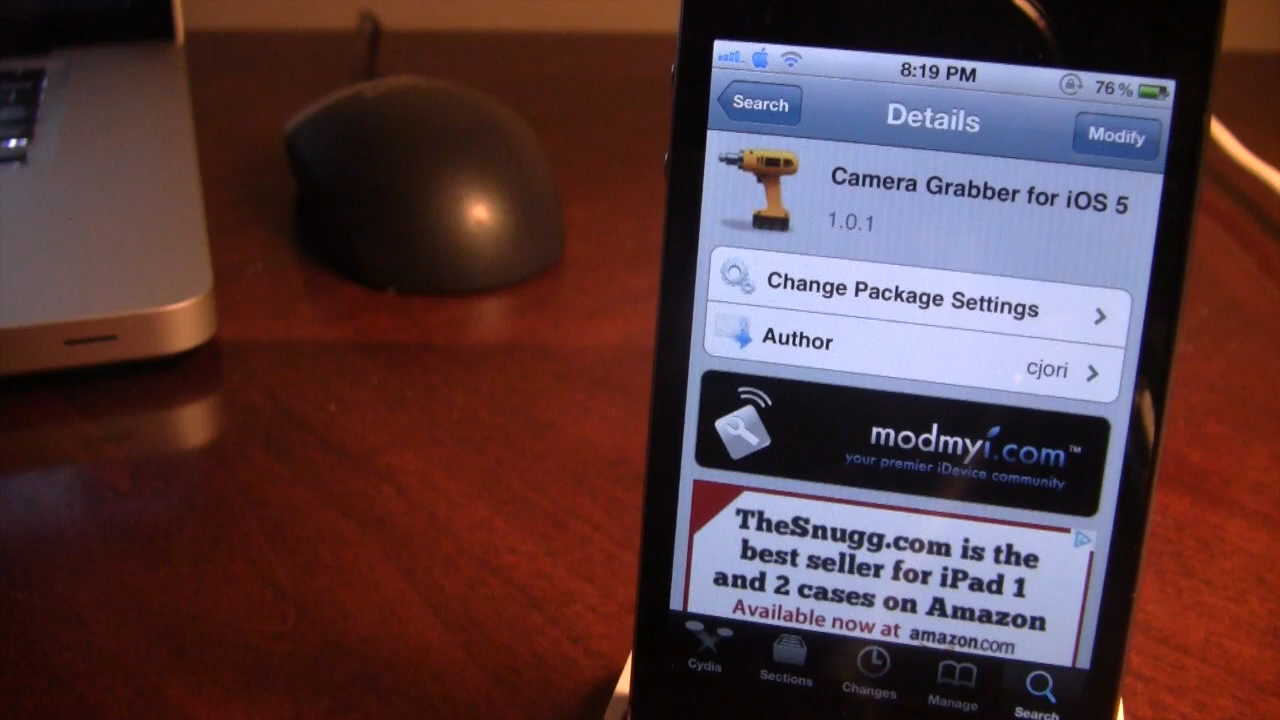 8:19 PM
76%
Search
Details
Modify
Camera Grabber for iOS 5
1.0.1
Change Package Settings
Author
cjori
modmyi.com™
your premier iDevice community
TheSnugg.com is the
best seller for iPad 1
and 2 cases on Amazon
Available now at amazon.com
Cydia
Sections
Changes
Manage
Search